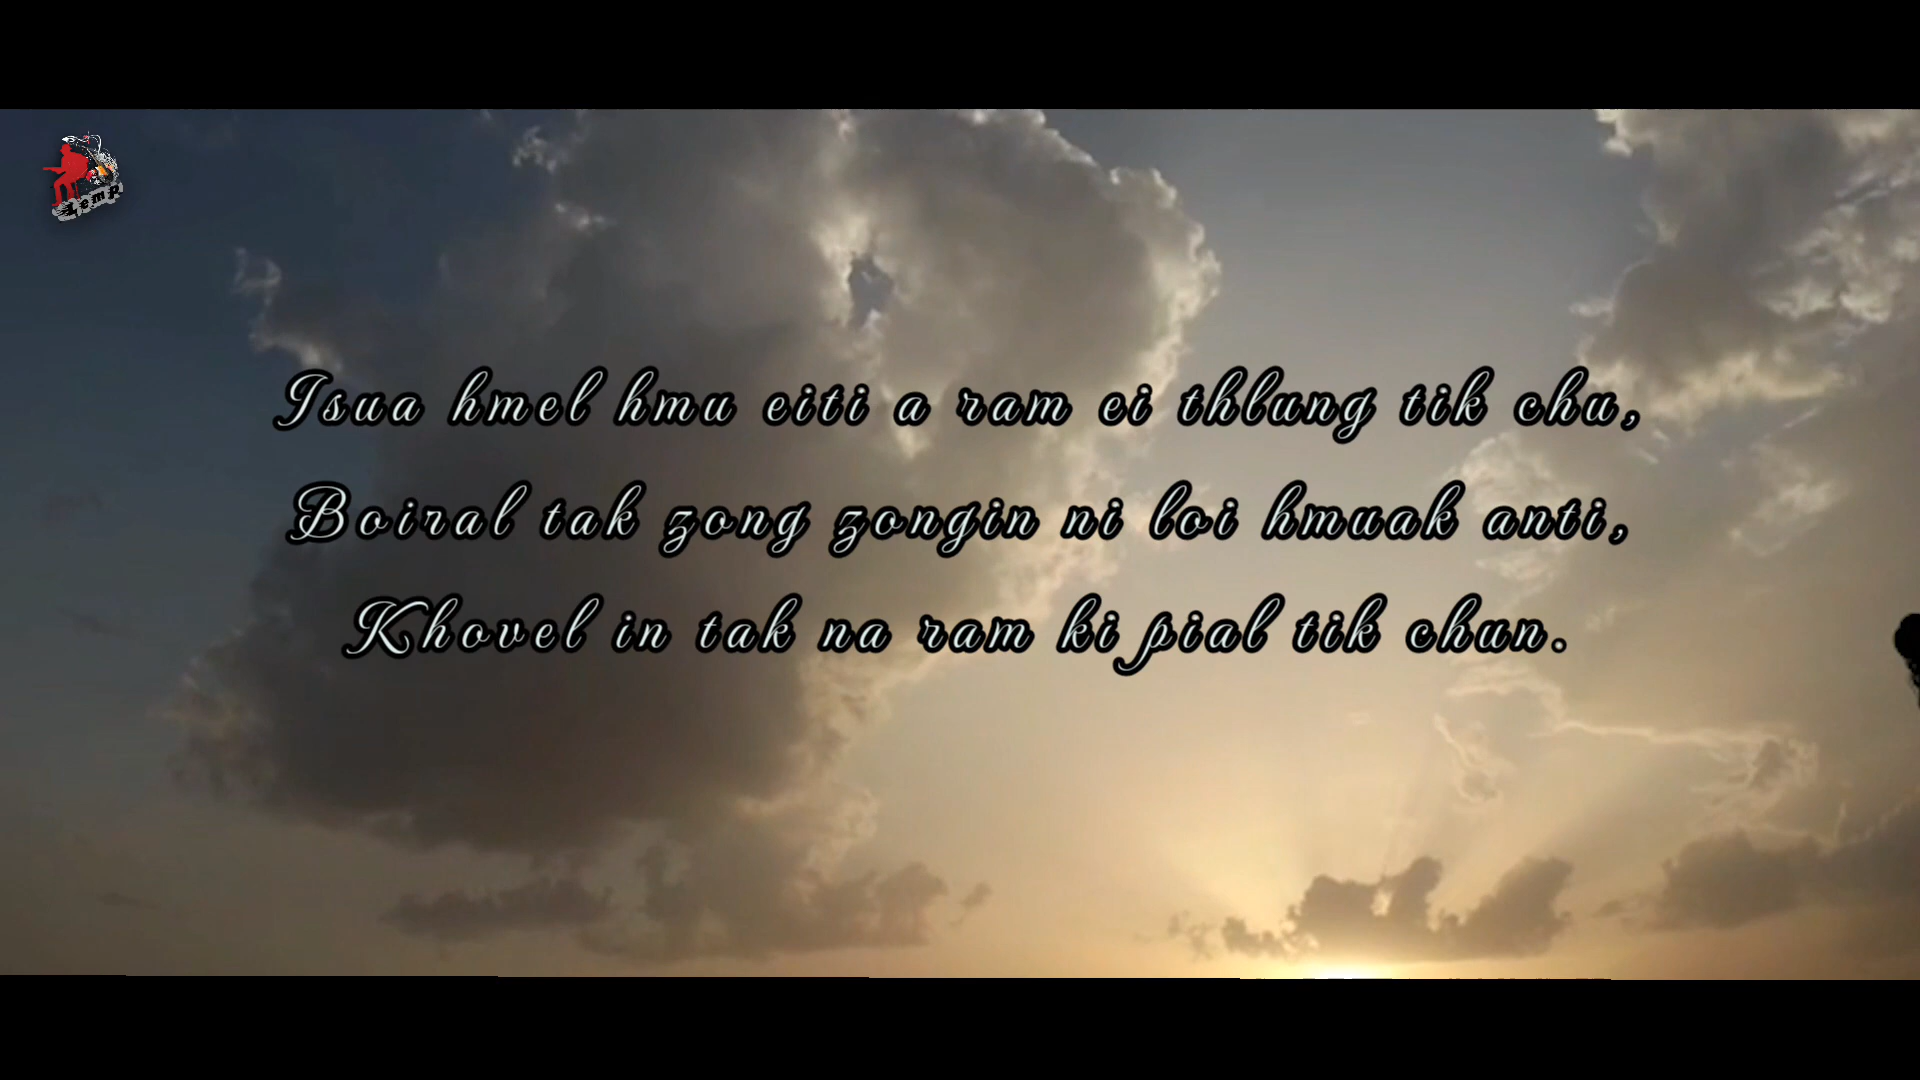 Isua hmel hmu eiti a ram ei thlung tik chu,
Boiral tak zong zongin ni loi hmuak anti,
Khovel in tak na ram ki pial tik chun.